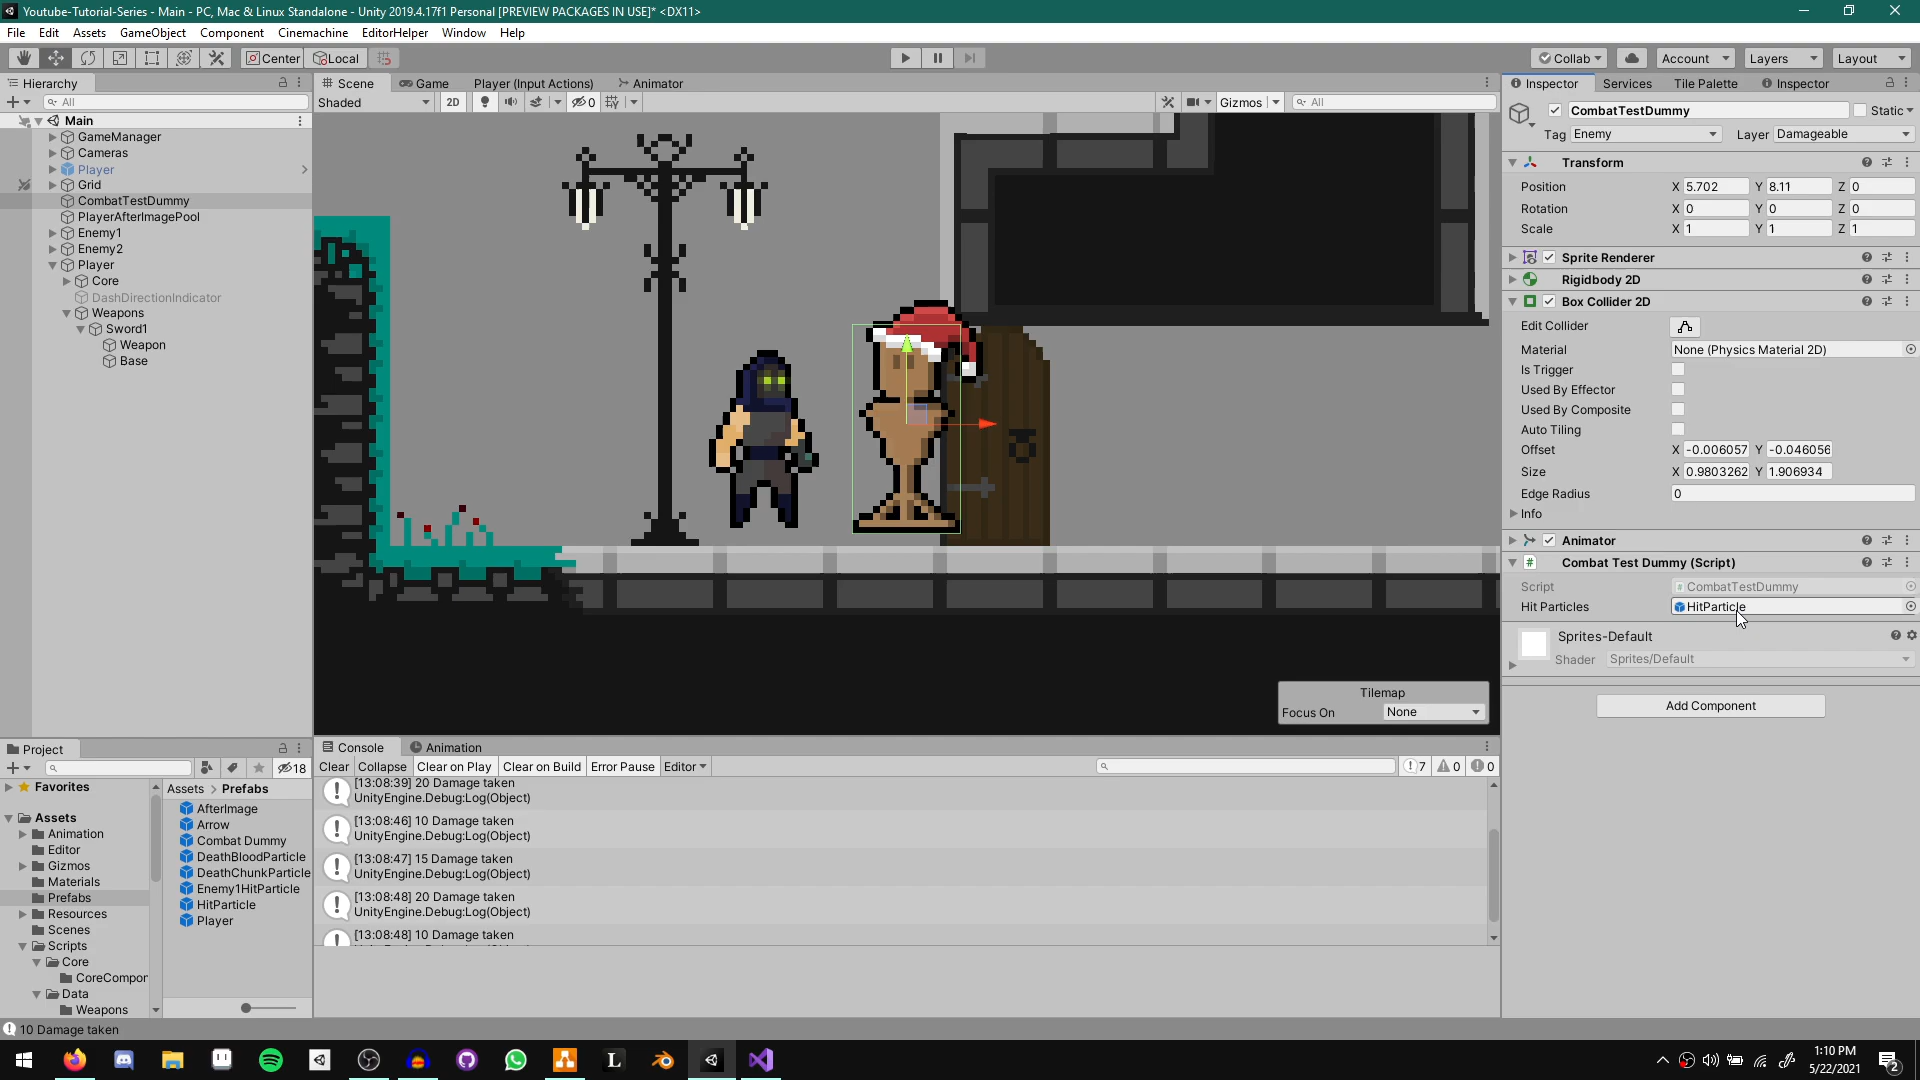 Youtube-Tutorial-Series - Main - PC, Mac & Linux Standalone - Unity 2019.4.17f1 Personal [PREVIEW PACKAGES IN USE]* <DX11>
File Edit Assets GameObject Component Cinemachine EditorHelper Window Help
Center Local Collab Account Layers Layout
Hierarchy
All
Main
GameManager
Cameras
Player
Grid
CombatTestDummy
PlayerAfterImagePool
Enemy1
Enemy2
Player
Core
DashDirectionIndicator
Weapons
Sword1
Weapon
Base
Scene Game Player (Input Actions) Animator
Shaded 2D 0 Gizmos All
Tilemap
Focus On None
Inspector Services Tile Palette Inspector
CombatTestDummy Static
Tag Enemy Layer Damageable
Transform
Position X 5.702 Y 8.11 Z 0
Rotation X 0 Y 0 Z 0
Scale X 1 Y 1 Z 1
Sprite Renderer
Rigidbody 2D
Box Collider 2D
Edit Collider
Material None (Physics Material 2D)
Is Trigger
Used By Effector
Used By Composite
Auto Tiling
Offset X -0.006057 Y -0.046056
Size X 0.9803262 Y 1.906934
Edge Radius 0
Info
Animator
Combat Test Dummy (Script)
Script CombatTestDummy
Hit Particles HitParticle
Sprites-Default
Shader Sprites/Default
Add Component
Project
18
Favorites
Assets
Animation
Editor
Gizmos
Materials
Prefabs
Resources
Scenes
Scripts
Core
CoreCompor
Data
Weapons
Assets > Prefabs
AfterImage
Arrow
Combat Dummy
DeathBloodParticle
DeathChunkParticle
Enemy1HitParticle
HitParticle
Player
Console Animation
Clear Collapse Clear on Play Clear on Build Error Pause Editor 7 0 0
[13:08:39] 20 Damage taken
UnityEngine.Debug:Log(Object)
[13:08:46] 10 Damage taken
UnityEngine.Debug:Log(Object)
[13:08:47] 15 Damage taken
UnityEngine.Debug:Log(Object)
[13:08:48] 20 Damage taken
UnityEngine.Debug:Log(Object)
[13:08:48] 10 Damage taken
10 Damage taken
L
1:10 PM
5/22/2021
2